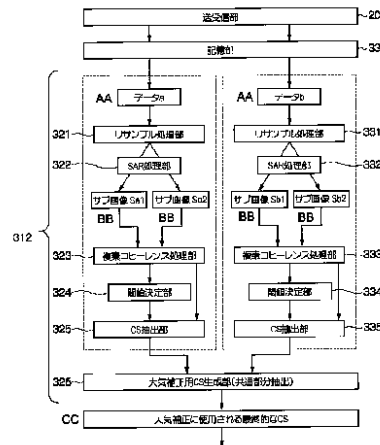 送受信部 20
記憶部 33
AA データa AA データb
321 リサンプル処理部 リサンプル処理部 331
322 SAR処理部 SAR処理部 332
サブ画像Sa1 サブ画像Sa2 サブ画像Sb1 サブ画像Sb2
BB BB BB BB
312
323 複素コヒーレンス処理部 複素コヒーレンス処理部 333
324 閾値決定部 閾値決定部 334
325 CS抽出部 CS抽出部 335
326 大気補正用CS生成部(共通部分抽出)
CC 大気補正に使用される最終的なCS